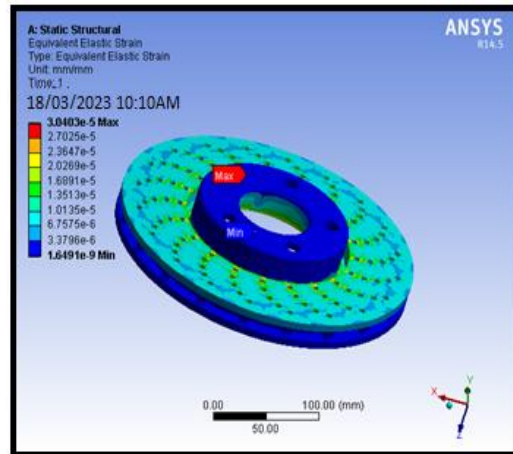 A: Static Structural
Equivalent Elastic Strain
Type: Equivalent Elastic Strain
Unit: mm/mm
Time_1 .
18/03/2023 10:10AM
3.0403e-5 Max
2.7025e-5
2.3647e-5
2.0269e-5
1.6891e-5
1.3513e-5
1.0135e-5
6.7575e-6
3.3796e-6
1.6491e-9 Min
ANSYS
R14.5
Max
Min
0.00 100.00 (mm)
50.00
X
Y
Z